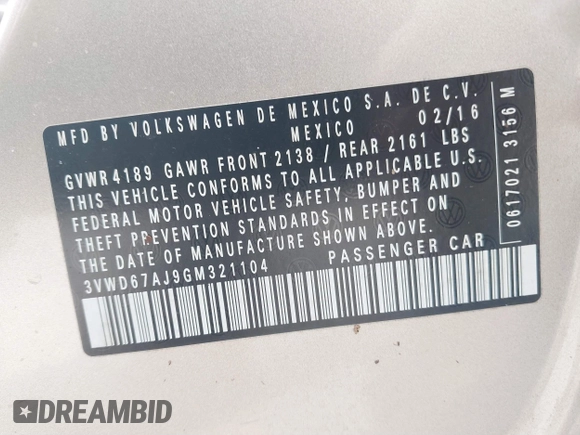 MFD BY VOLKSWAGEN DE MEXICO S.A. DE C.V.
MEXICO 02/16
GVWR 4189 GAWR FRONT 2138 / REAR 2161 LBS
THIS VEHICLE CONFORMS TO ALL APPLICABLE U.S.
FEDERAL MOTOR VEHICLE SAFETY, BUMPER AND
THEFT PREVENTION STANDARDS IN EFFECT ON
THE DATE OF MANUFACTURE SHOWN ABOVE.
3VWD67AJ9GM321104 PASSENGER CAR
0617021 3156 M
DREAMBID